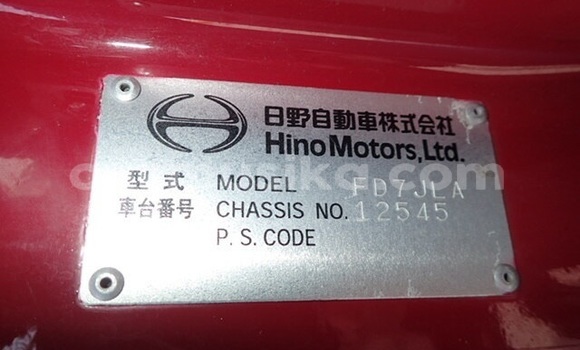 日野自動車株式会社
Hino Motors, Ltd.
型式 MODEL FD7JLA
車台番号 CHASSIS NO. 12545
P. S. CODE